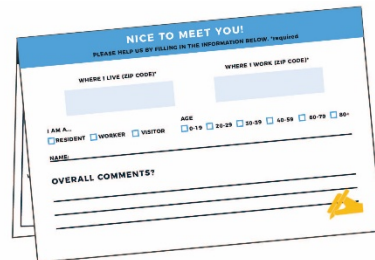 NICE TO MEET YOU!
PLEASE HELP US BY FILLING IN THE INFORMATION BELOW. *required
WHERE I LIVE (ZIP CODE)*
WHERE I WORK (ZIP CODE)*
I AM A...
RESIDENT WORKER VISITOR
AGE
0-19 20-29 30-39 40-59 60-79 80+
NAME:
OVERALL COMMENTS?